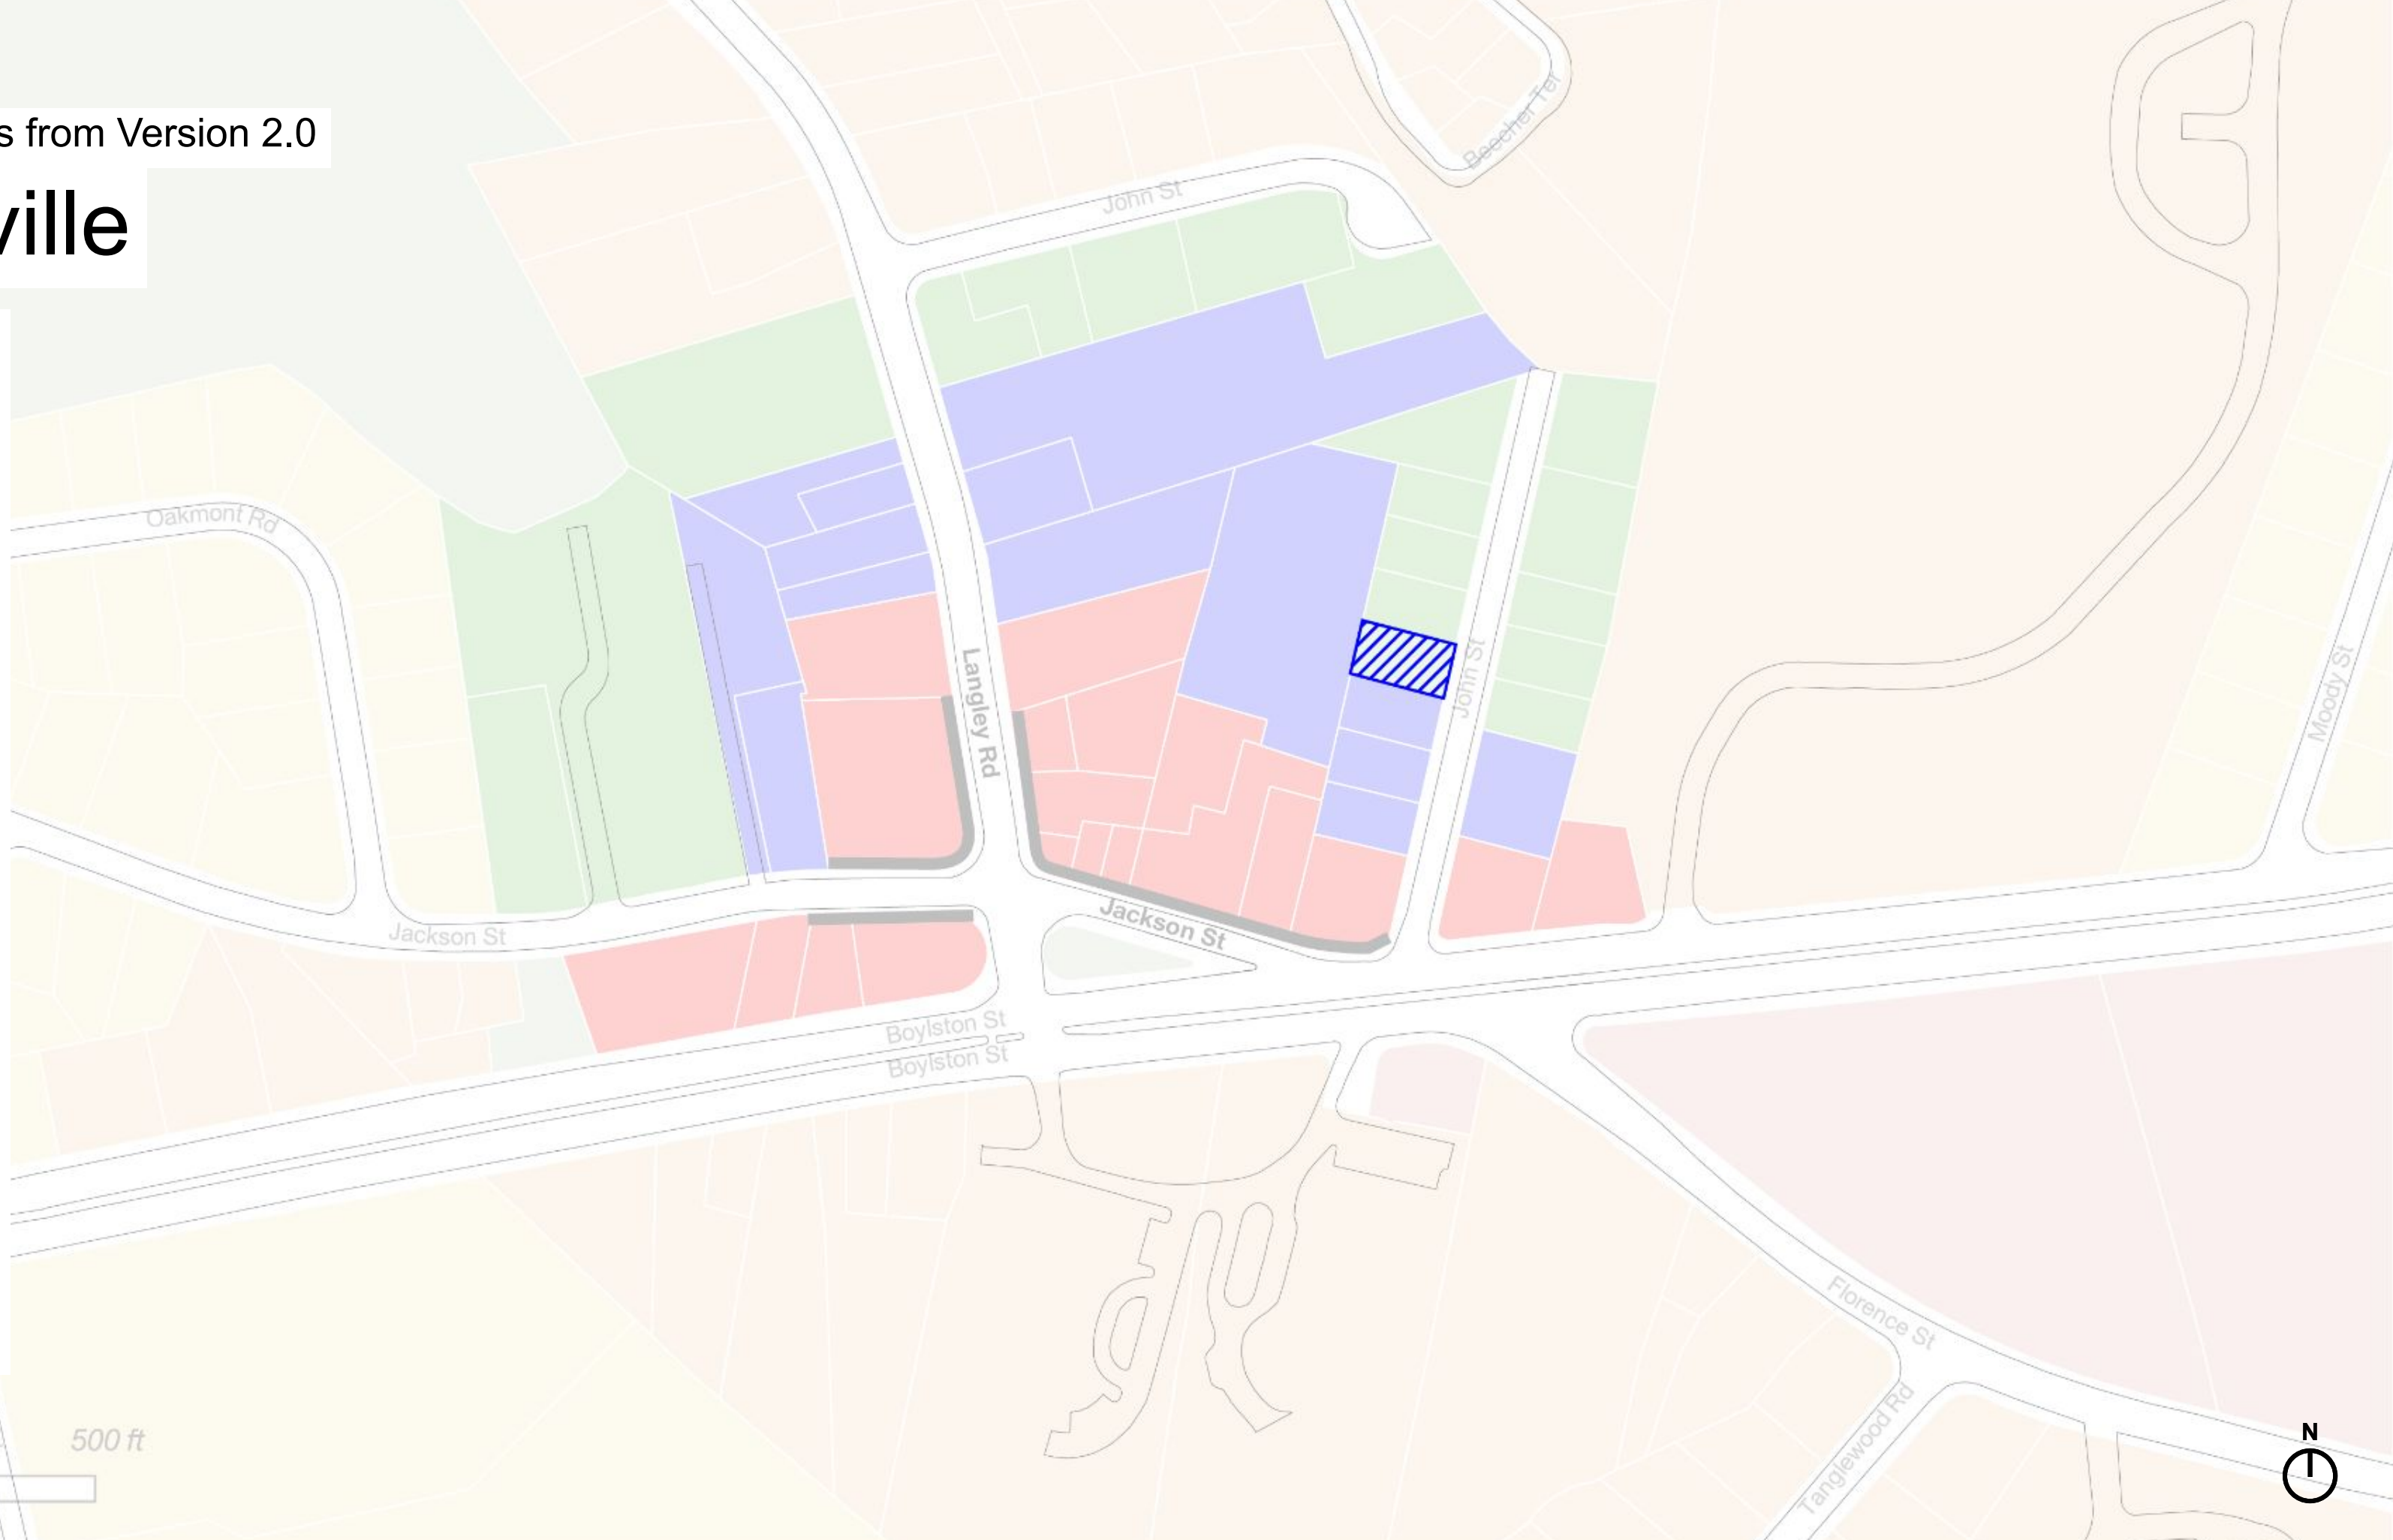 s from Version 2.0
ville
John St
Beecher Ter
Oakmont Rd
Langley Rd
John St
Moody St
Jackson St
Jackson St
Boylston St
Boylston St
Florence St
Tanglewood Rd
500 ft
N